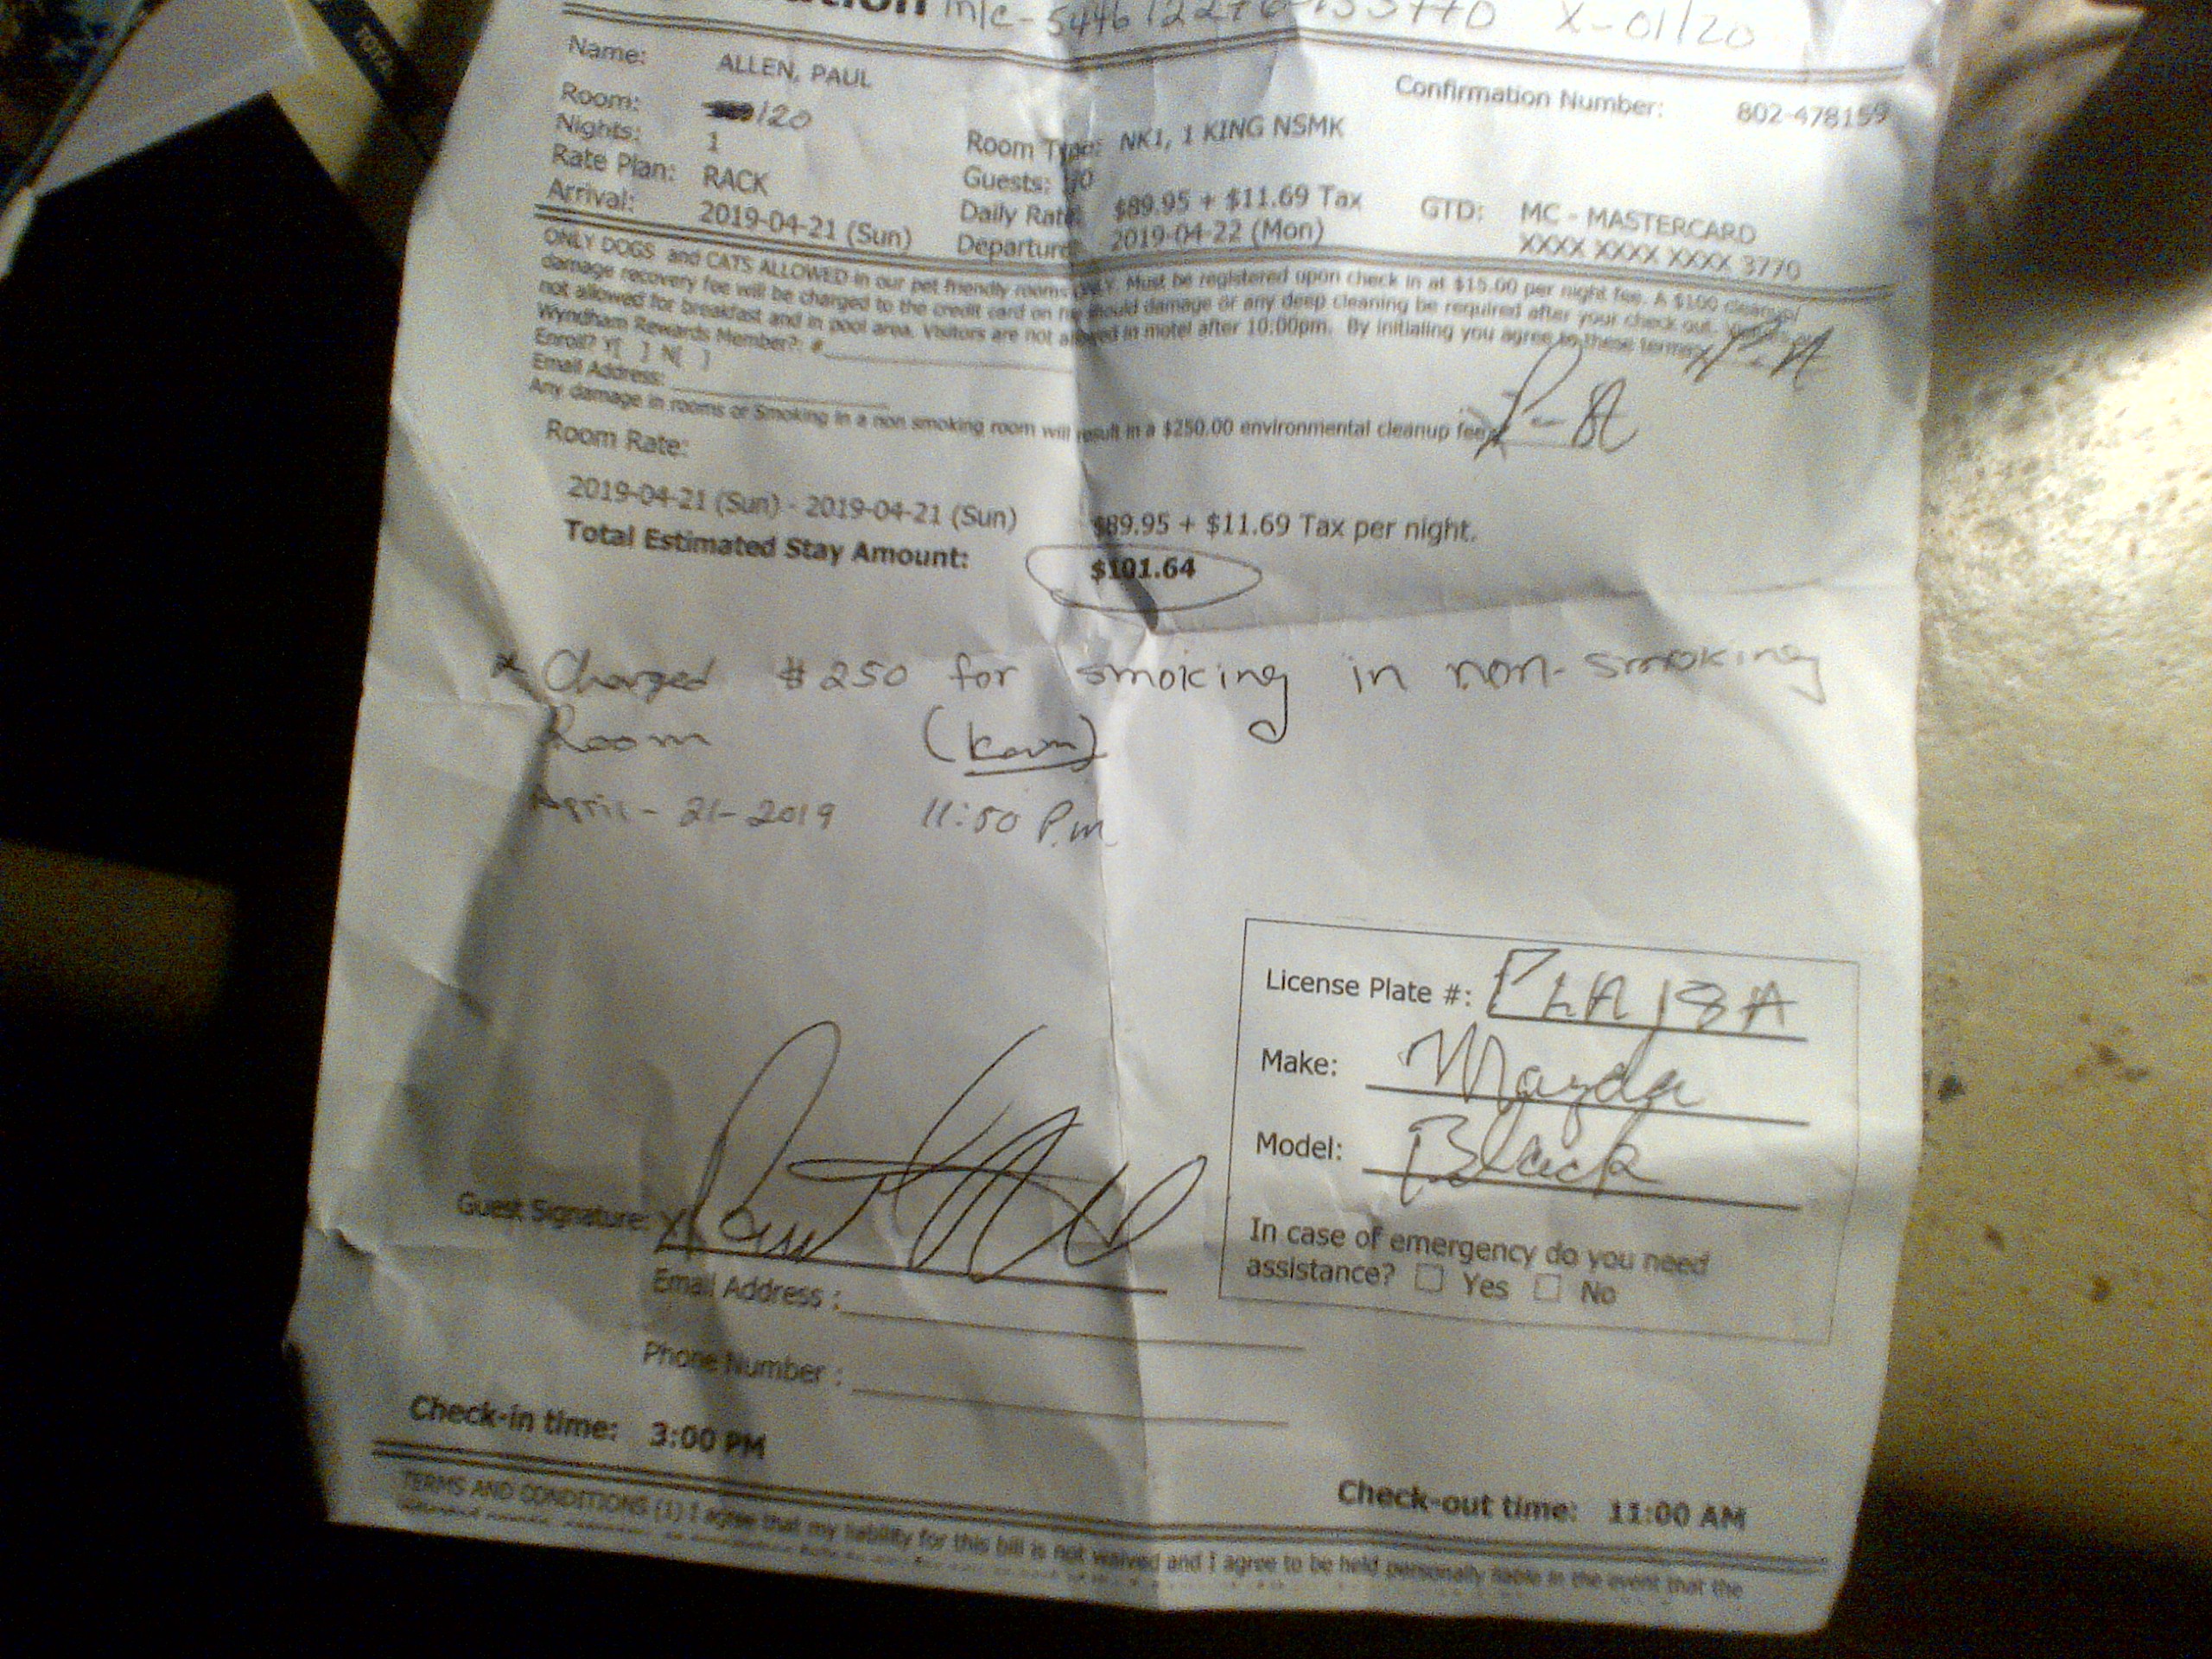 m/c-
X-01/20
Name: ALLEN, PAUL
Confirmation Number: 802-478159
Room: 120
Nights: 1 Room Type: NK1, 1 KING NSMK
Rate Plan: RACK Guests:
Daily Rate: $89.95 + $11.69 Tax GTD: MC - MASTERCARD
Arrival: 2019-04-21 (Sun) Departure: 2019-04-22 (Mon) XXXX XXXX XXXX 3770
ONLY DOGS and CATS ALLOWED in our pet friendly rooms ONLY. Must be registered upon check in at $15.00 per night fee. A $100 cleanup/
damage recovery fee will be charged to the credit card on file should damage or any deep cleaning be required after your check out.
not allowed for breakfast and in pool area. Visitors are not allowed in motel after 10:00pm. By initialing you agree to these terms P-A
Wyndham Rewards Member?: #
Enroll? Y[ ] N[ ]
Email Address:
Any damage in rooms or Smoking in a non smoking room will result in a $250.00 environmental cleanup fee P-A
Room Rate:
2019-04-21 (Sun) - 2019-04-21 (Sun) $89.95 + $11.69 Tax per night.
Total Estimated Stay Amount: $101.64
* Charged $250 for smoking in non-smoking
Room
April-21-2019 11:50 P.m
License Plate #:
Make: Mazda
Model: Black
In case of emergency do you need
assistance? Yes No
Guest Signature: X
Email Address :
Phone Number :
Check-in time: 3:00 PM
Check-out time: 11:00 AM
TERMS AND CONDITIONS (1) I agree that my liability for this bill is not waived and I agree to be held personally liable in the event that the